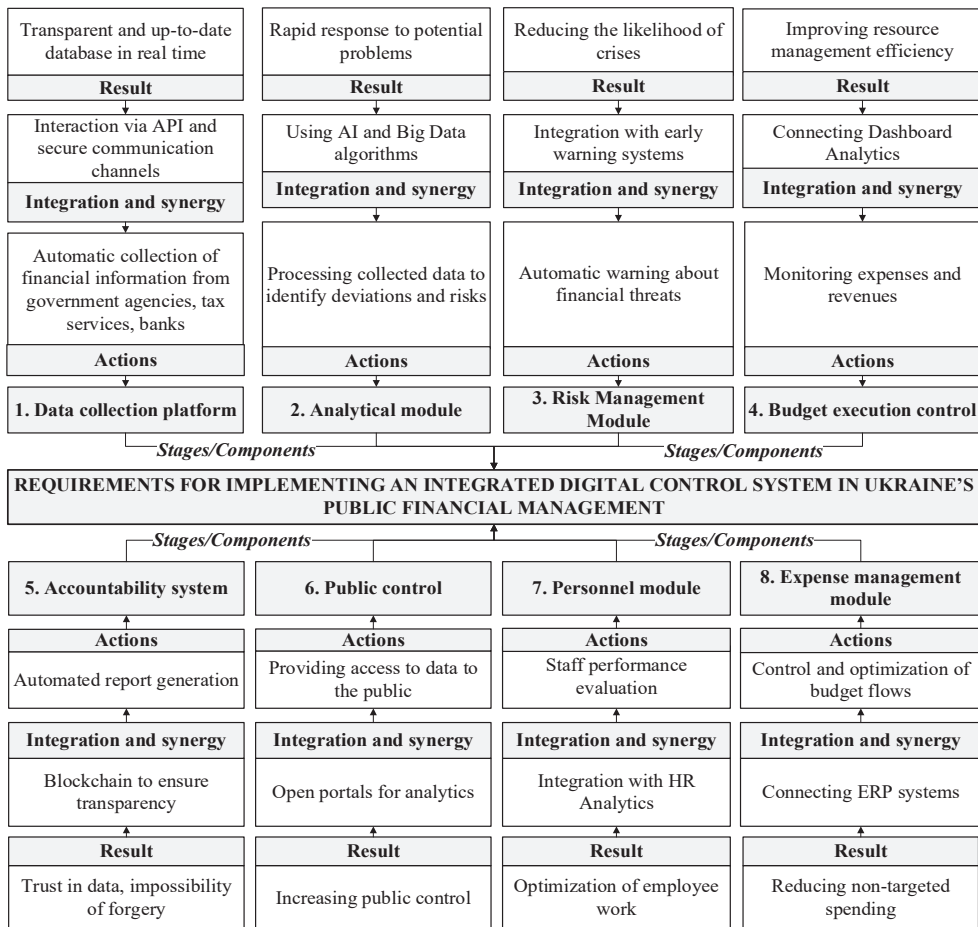 Transparent and up-to-date
database in real time
Result
Interaction via API and
secure communication
channels
Integration and synergy
Automatic collection of
financial information from
government agencies, tax
services, banks
Actions
1. Data collection platform
Rapid response to potential
problems
Result
Using AI and Big Data
algorithms
Integration and synergy
Processing collected data to
identify deviations and risks
Actions
2. Analytical module
Reducing the likelihood of
crises
Result
Integration with early
warning systems
Integration and synergy
Automatic warning about
financial threats
Actions
3. Risk Management
Module
Improving resource
management efficiency
Result
Connecting Dashboard
Analytics
Integration and synergy
Monitoring expenses and
revenues
Actions
4. Budget execution control
Stages/Components
Stages/Components
REQUIREMENTS FOR IMPLEMENTING AN INTEGRATED DIGITAL CONTROL SYSTEM IN UKRAINE’S
PUBLIC FINANCIAL MANAGEMENT
Stages/Components
Stages/Components
5. Accountability system
Actions
Automated report generation
Integration and synergy
Blockchain to ensure
transparency
Result
Trust in data, impossibility
of forgery
6. Public control
Actions
Providing access to data to
the public
Integration and synergy
Open portals for analytics
Result
Increasing public control
7. Personnel module
Actions
Staff performance
evaluation
Integration and synergy
Integration with HR
Analytics
Result
Optimization of employee
work
8. Expense management
module
Actions
Control and optimization of
budget flows
Integration and synergy
Connecting ERP systems
Result
Reducing non-targeted
spending